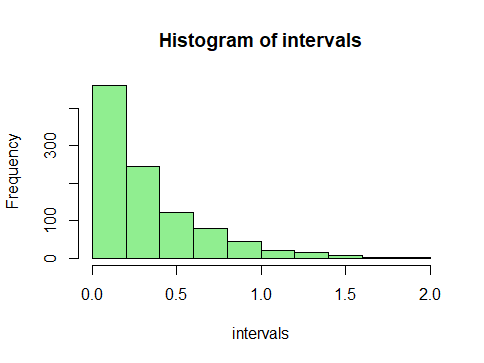 Histogram of intervals
Frequency
300
100
0
0.0 0.5 1.0 1.5 2.0
intervals